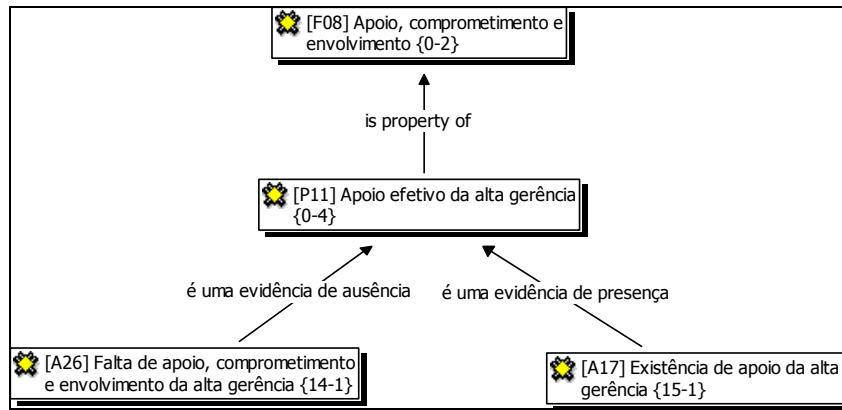 [F08] Apoio, comprometimento e
envolvimento {0-2}
is property of
[P11] Apoio efetivo da alta gerência
{0-4}
é uma evidência de ausência
é uma evidência de presença
[A26] Falta de apoio, comprometimento
e envolvimento da alta gerência {14-1}
[A17] Existência de apoio da alta
gerência {15-1}